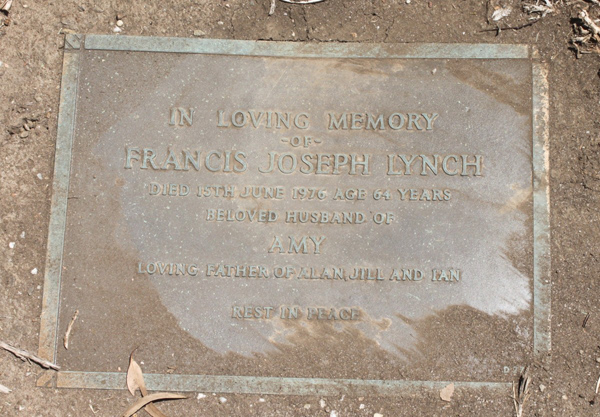 IN LOVING MEMORY
-OF-
FRANCIS JOSEPH LYNCH
DIED 15TH JUNE 1976 AGE 64 YEARS
BELOVED HUSBAND OF
AMY
LOVING FATHER OF ALAN, JILL AND IAN
REST IN PEACE